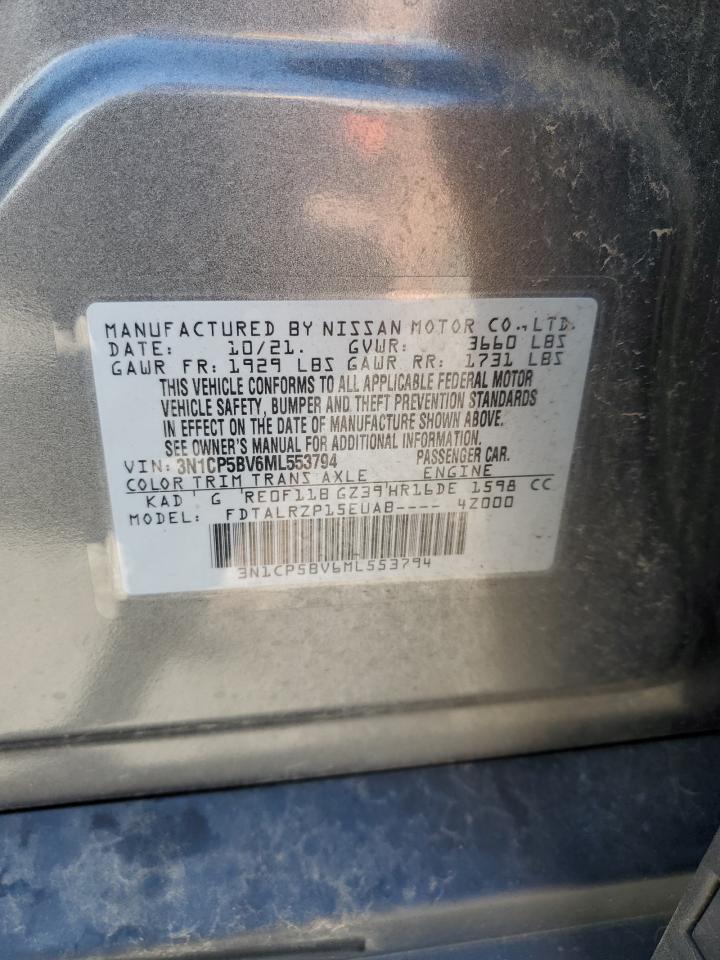 MANUFACTURED BY NISSAN MOTOR CO., LTD.
DATE: 10/21. GVWR: 3660 LBS
GAWR FR: 1929 LBS GAWR RR: 1731 LBS
THIS VEHICLE CONFORMS TO ALL APPLICABLE FEDERAL MOTOR
VEHICLE SAFETY, BUMPER AND THEFT PREVENTION STANDARDS
IN EFFECT ON THE DATE OF MANUFACTURE SHOWN ABOVE.
SEE OWNER'S MANUAL FOR ADDITIONAL INFORMATION.
VIN: 3N1CP5BV6ML553794 PASSENGER CAR.
COLOR TRIM TRANS AXLE ENGINE
KAD ' G 'RE0F11B GZ39'HR16DE 1598 CC
MODEL: FDTALRZP15EUAB---- 4Z000
3N1CP5BV6ML553794